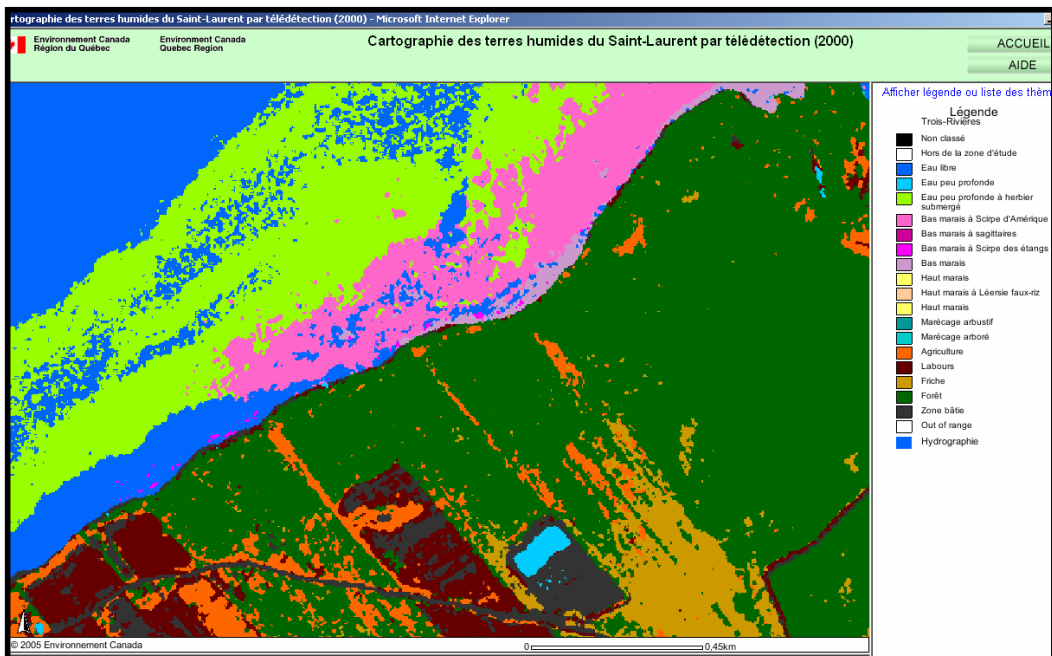 rtographie des terres humides du Saint-Laurent par télédétection (2000) - Microsoft Internet Explorer
Environnement Canada Environment Canada
Région du Québec Quebec Region
Cartographie des terres humides du Saint-Laurent par télédétection (2000)
ACCUEIL
AIDE
Afficher légende ou liste des thèm
Légende
Trois-Rivières
Non classé
Hors de la zone d'étude
Eau libre
Eau peu profonde
Eau peu profonde à herbier
submergé
Bas marais à Scirpe d'Amérique
Bas marais à sagittaires
Bas marais à Scirpe des étangs
Bas marais
Haut marais
Haut marais à Léersie faux-riz
Haut marais
Marécage arbustif
Marécage arboré
Agriculture
Labours
Friche
Forêt
Zone bâtie
Out of range
Hydrographie
© 2005 Environnement Canada
0 0,45km